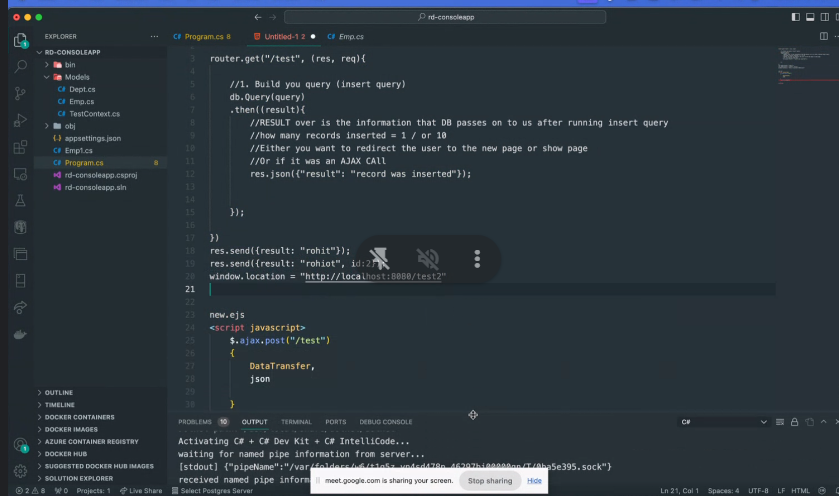 rd-consoleapp
EXPLORER
RD-CONSOLEAPP
bin
Models
C# Dept.cs
C# Emp.cs
C# TestContext.cs
obj
{..} appsettings.json
C# Emp1.cs
C# Program.cs 8
rd-consoleapp.csproj
rd-consoleapp.sln
OUTLINE
TIMELINE
DOCKER CONTAINERS
DOCKER IMAGES
AZURE CONTAINER REGISTRY
DOCKER HUB
SUGGESTED DOCKER HUB IMAGES
SOLUTION EXPLORER
C# Program.cs 8 Untitled-1 2 C# Emp.cs
3 router.get("/test", (res, req){
4
5 //1. Build you query (insert query)
6 db.Query(query)
7 .then((result){
8 //RESULT over is the information that DB passes on to us after running insert query
9 //how many records inserted = 1 / or 10
10 //Either you want to redirect the user to the new page or show page
11 //Or if it was an AJAX CAll
12 res.json({"result": "record was inserted"});
13
14
15 });
16
17 })
18 res.send({result: "rohit"});
19 res.send({result: "rohiot", id:2}
20 window.location = "http://localhost:8080/test2"
21
22
23 new.ejs
24 <script javascript>
25 $.ajax.post("/test")
26 {
27 DataTransfer,
28 json
29
30 }
PROBLEMS 10 OUTPUT TERMINAL PORTS DEBUG CONSOLE C#
Activating C# + C# Dev Kit + C# IntelliCode...
waiting for named pipe information from server...
[stdout] {"pipeName":"/var/folders/w6/
received named pipe inform
meet.google.com is sharing your screen. Stop sharing Hide
2 8 0 Projects: 1 Live Share Select Postgres Server Ln 21, Col 1 Spaces: 4 UTF-8 LF HTML